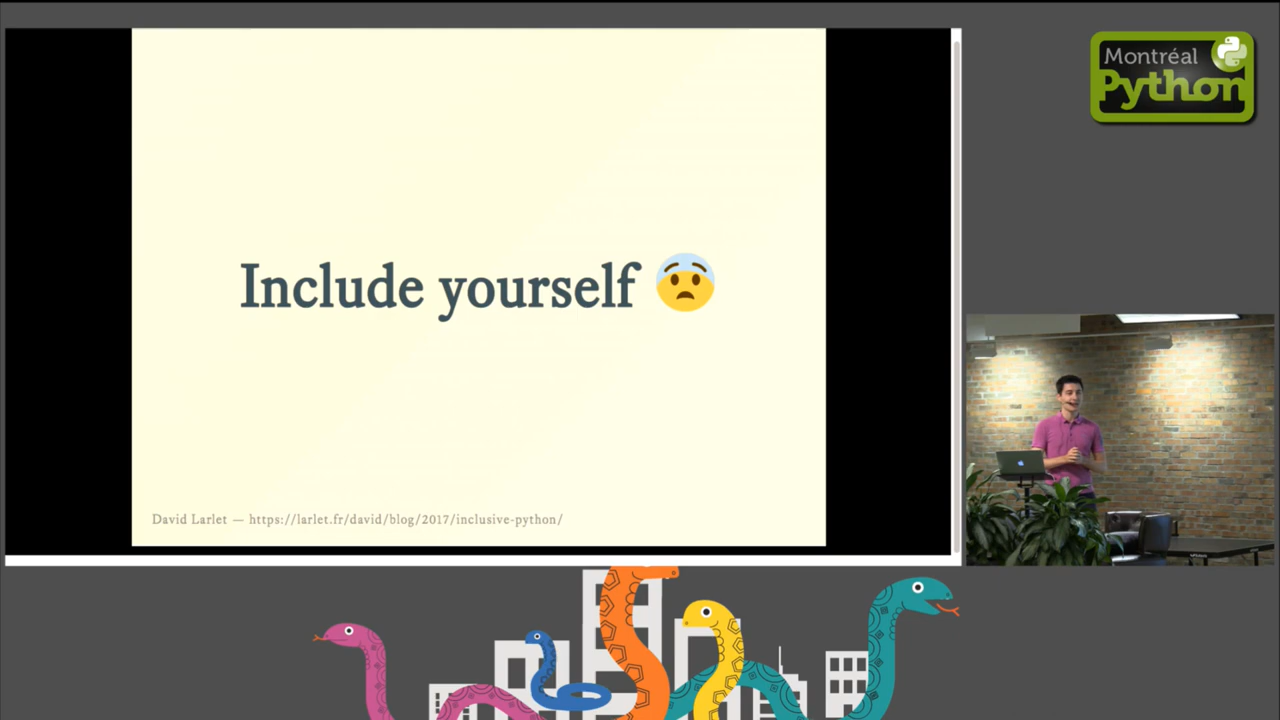 Include yourself 😨
David Larlet — https://larlet.fr/david/blog/2017/inclusive-python/
Montréal
Python